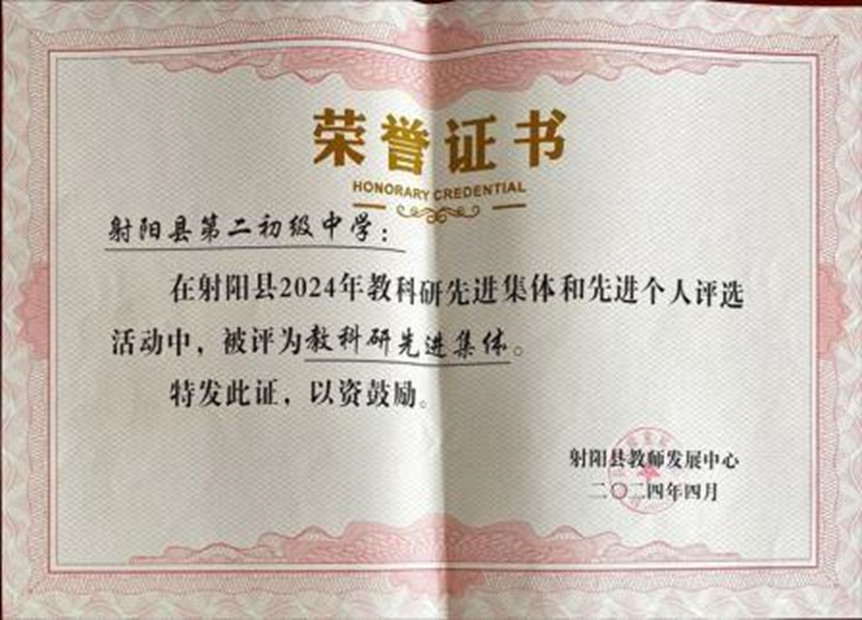 荣誉证书
HONORARY CREDENTIAL
射阳县第二初级中学：
在射阳县2024年教科研先进集体和先进个人评选
活动中，被评为教科研先进集体。
特发此证，以资鼓励。
射阳县教师发展中心
二〇二四年四月